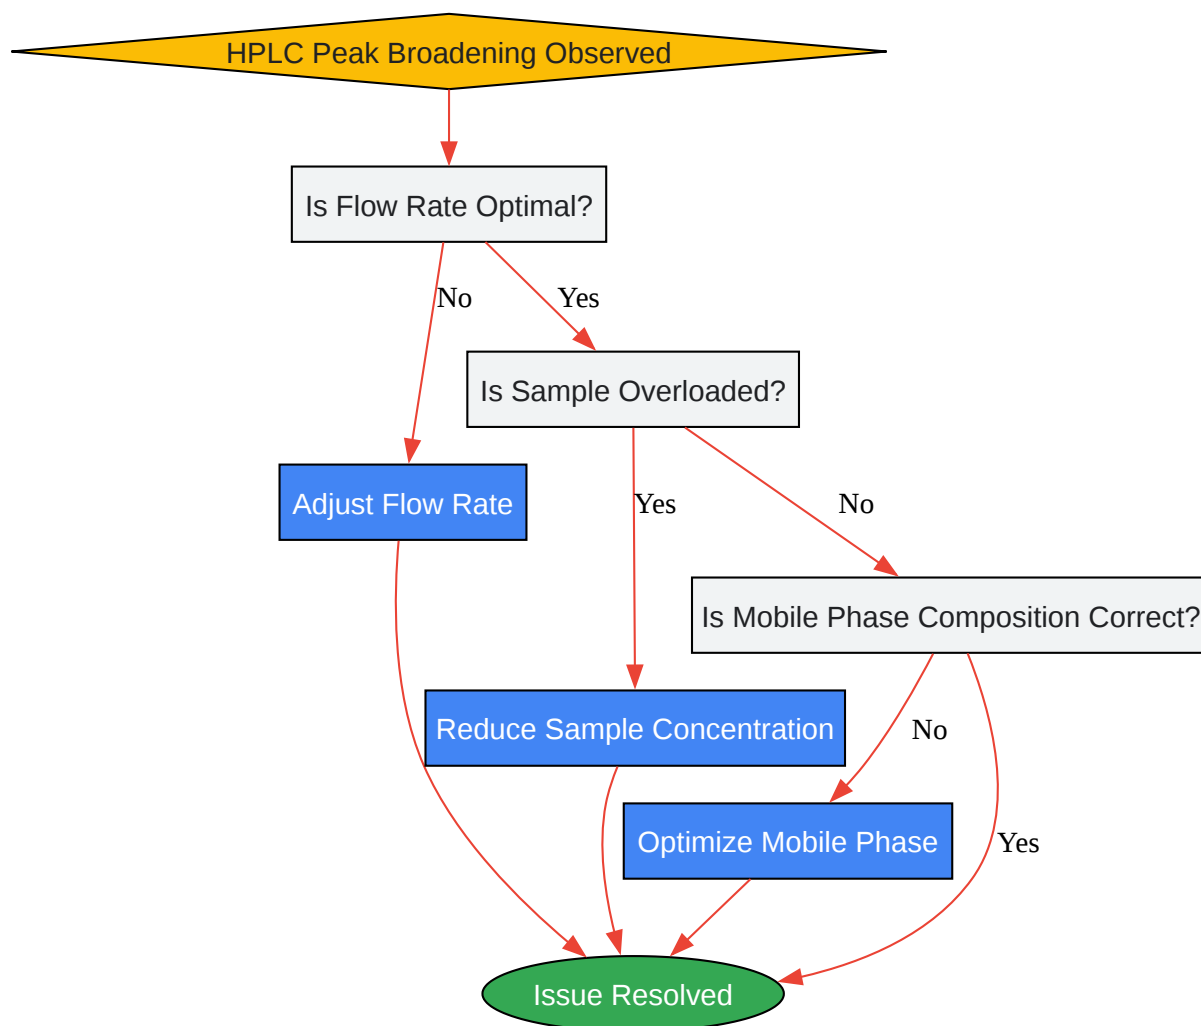 HPLC Peak Broadening Observed
Is Flow Rate Optimal?
No
Yes
Is Sample Overloaded?
Adjust Flow Rate
Yes
No
Is Mobile Phase Composition Correct?
Reduce Sample Concentration
No
Optimize Mobile Phase
Yes
Issue Resolved